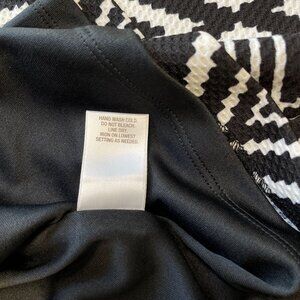 HAND WASH COLD.
DO NOT BLEACH.
LINE DRY.
IRON ON LOWEST
SETTING AS NEEDED.